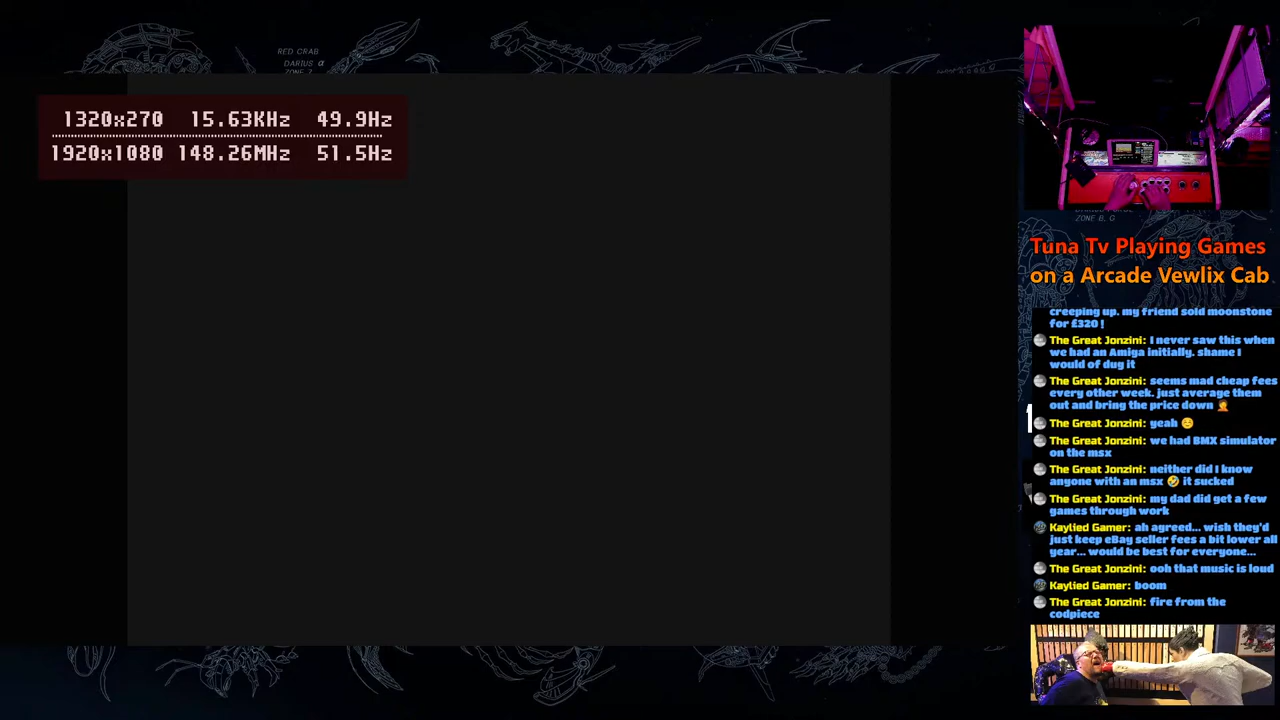 RED CRAB
DARIUS α
ZONE Z
1320x270 15.63KHz 49.9Hz
1920x1080 148.26MHz 51.5Hz
ZONE B, G
Tuna Tv Playing Games
on a Arcade Vewlix Cab
creeping up. my friend sold moonstone
for £320 !
The Great Jonzini: I never saw this when
we had an Amiga initially. shame I
would of dug it
The Great Jonzini: seems mad cheap fees
every other week. just average them
out and bring the price down 🤦
The Great Jonzini: yeah ☺️
The Great Jonzini: we had BMX simulator
on the msx
The Great Jonzini: neither did I know
anyone with an msx 🤣 it sucked
The Great Jonzini: my dad did get a few
games through work
Kaylied Gamer: ah agreed... wish they'd
just keep eBay seller fees a bit lower all
year... would be best for everyone...
The Great Jonzini: ooh that music is loud
Kaylied Gamer: boom
The Great Jonzini: fire from the
codpiece